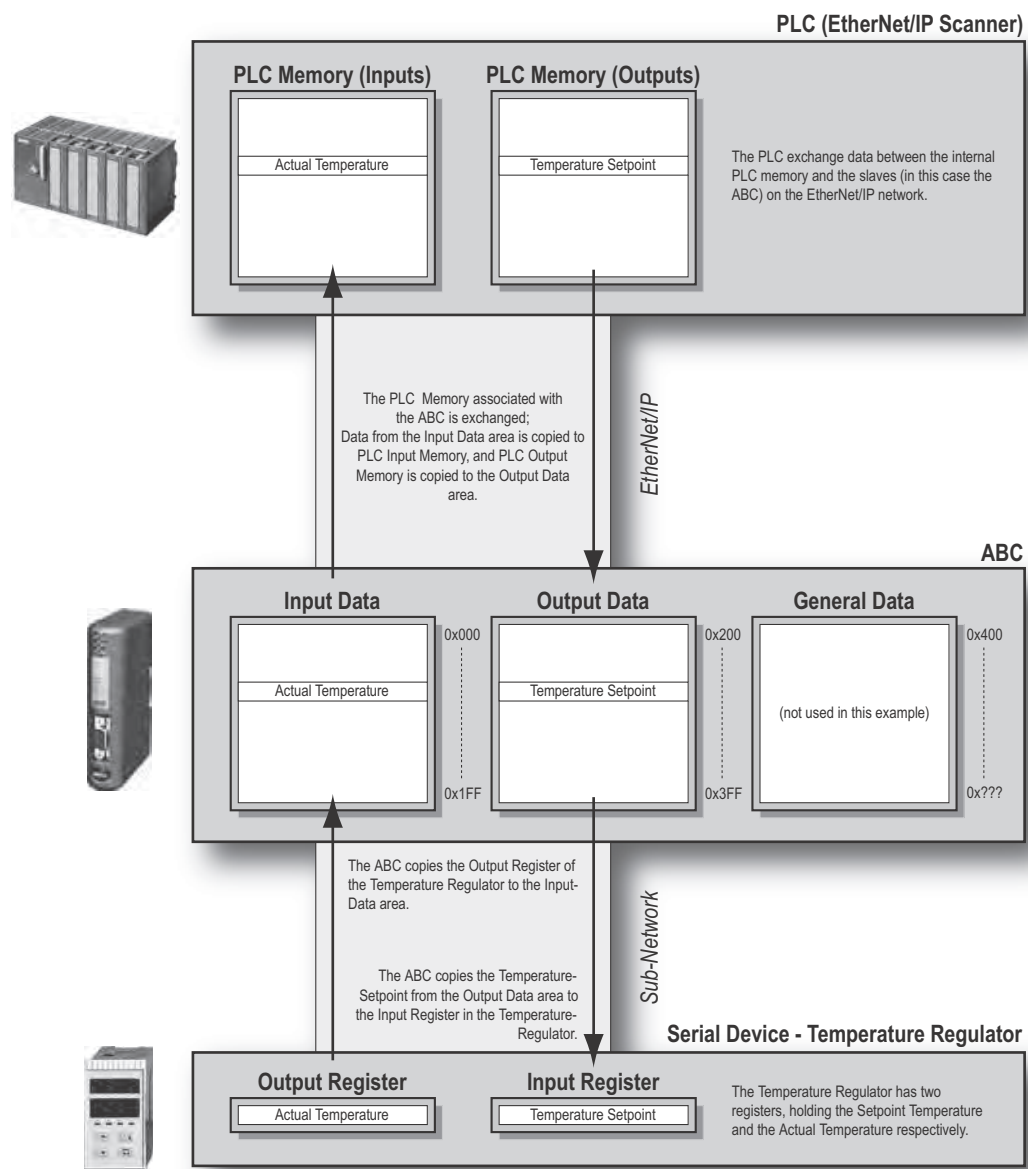 PLC (EtherNet/IP Scanner)
PLC Memory (Inputs)
PLC Memory (Outputs)
Actual Temperature
Temperature Setpoint
The PLC exchange data between the internal
PLC memory and the slaves (in this case the
ABC) on the EtherNet/IP network.
The PLC Memory associated with
the ABC is exchanged;
Data from the Input Data area is copied to
PLC Input Memory, and PLC Output
Memory is copied to the Output Data
area.
EtherNet/IP
ABC
Input Data
Output Data
General Data
0x000
0x200
0x400
Actual Temperature
Temperature Setpoint
(not used in this example)
0x1FF
0x3FF
0x???
The ABC copies the Output Register of
the Temperature Regulator to the Input-
Data area.
Sub-Network
The ABC copies the Temperature-
Setpoint from the Output Data area to
the Input Register in the Temperature-
Regulator.
Serial Device - Temperature Regulator
Output Register
Input Register
Actual Temperature
Temperature Setpoint
The Temperature Regulator has two
registers, holding the Setpoint Temperature
and the Actual Temperature respectively.